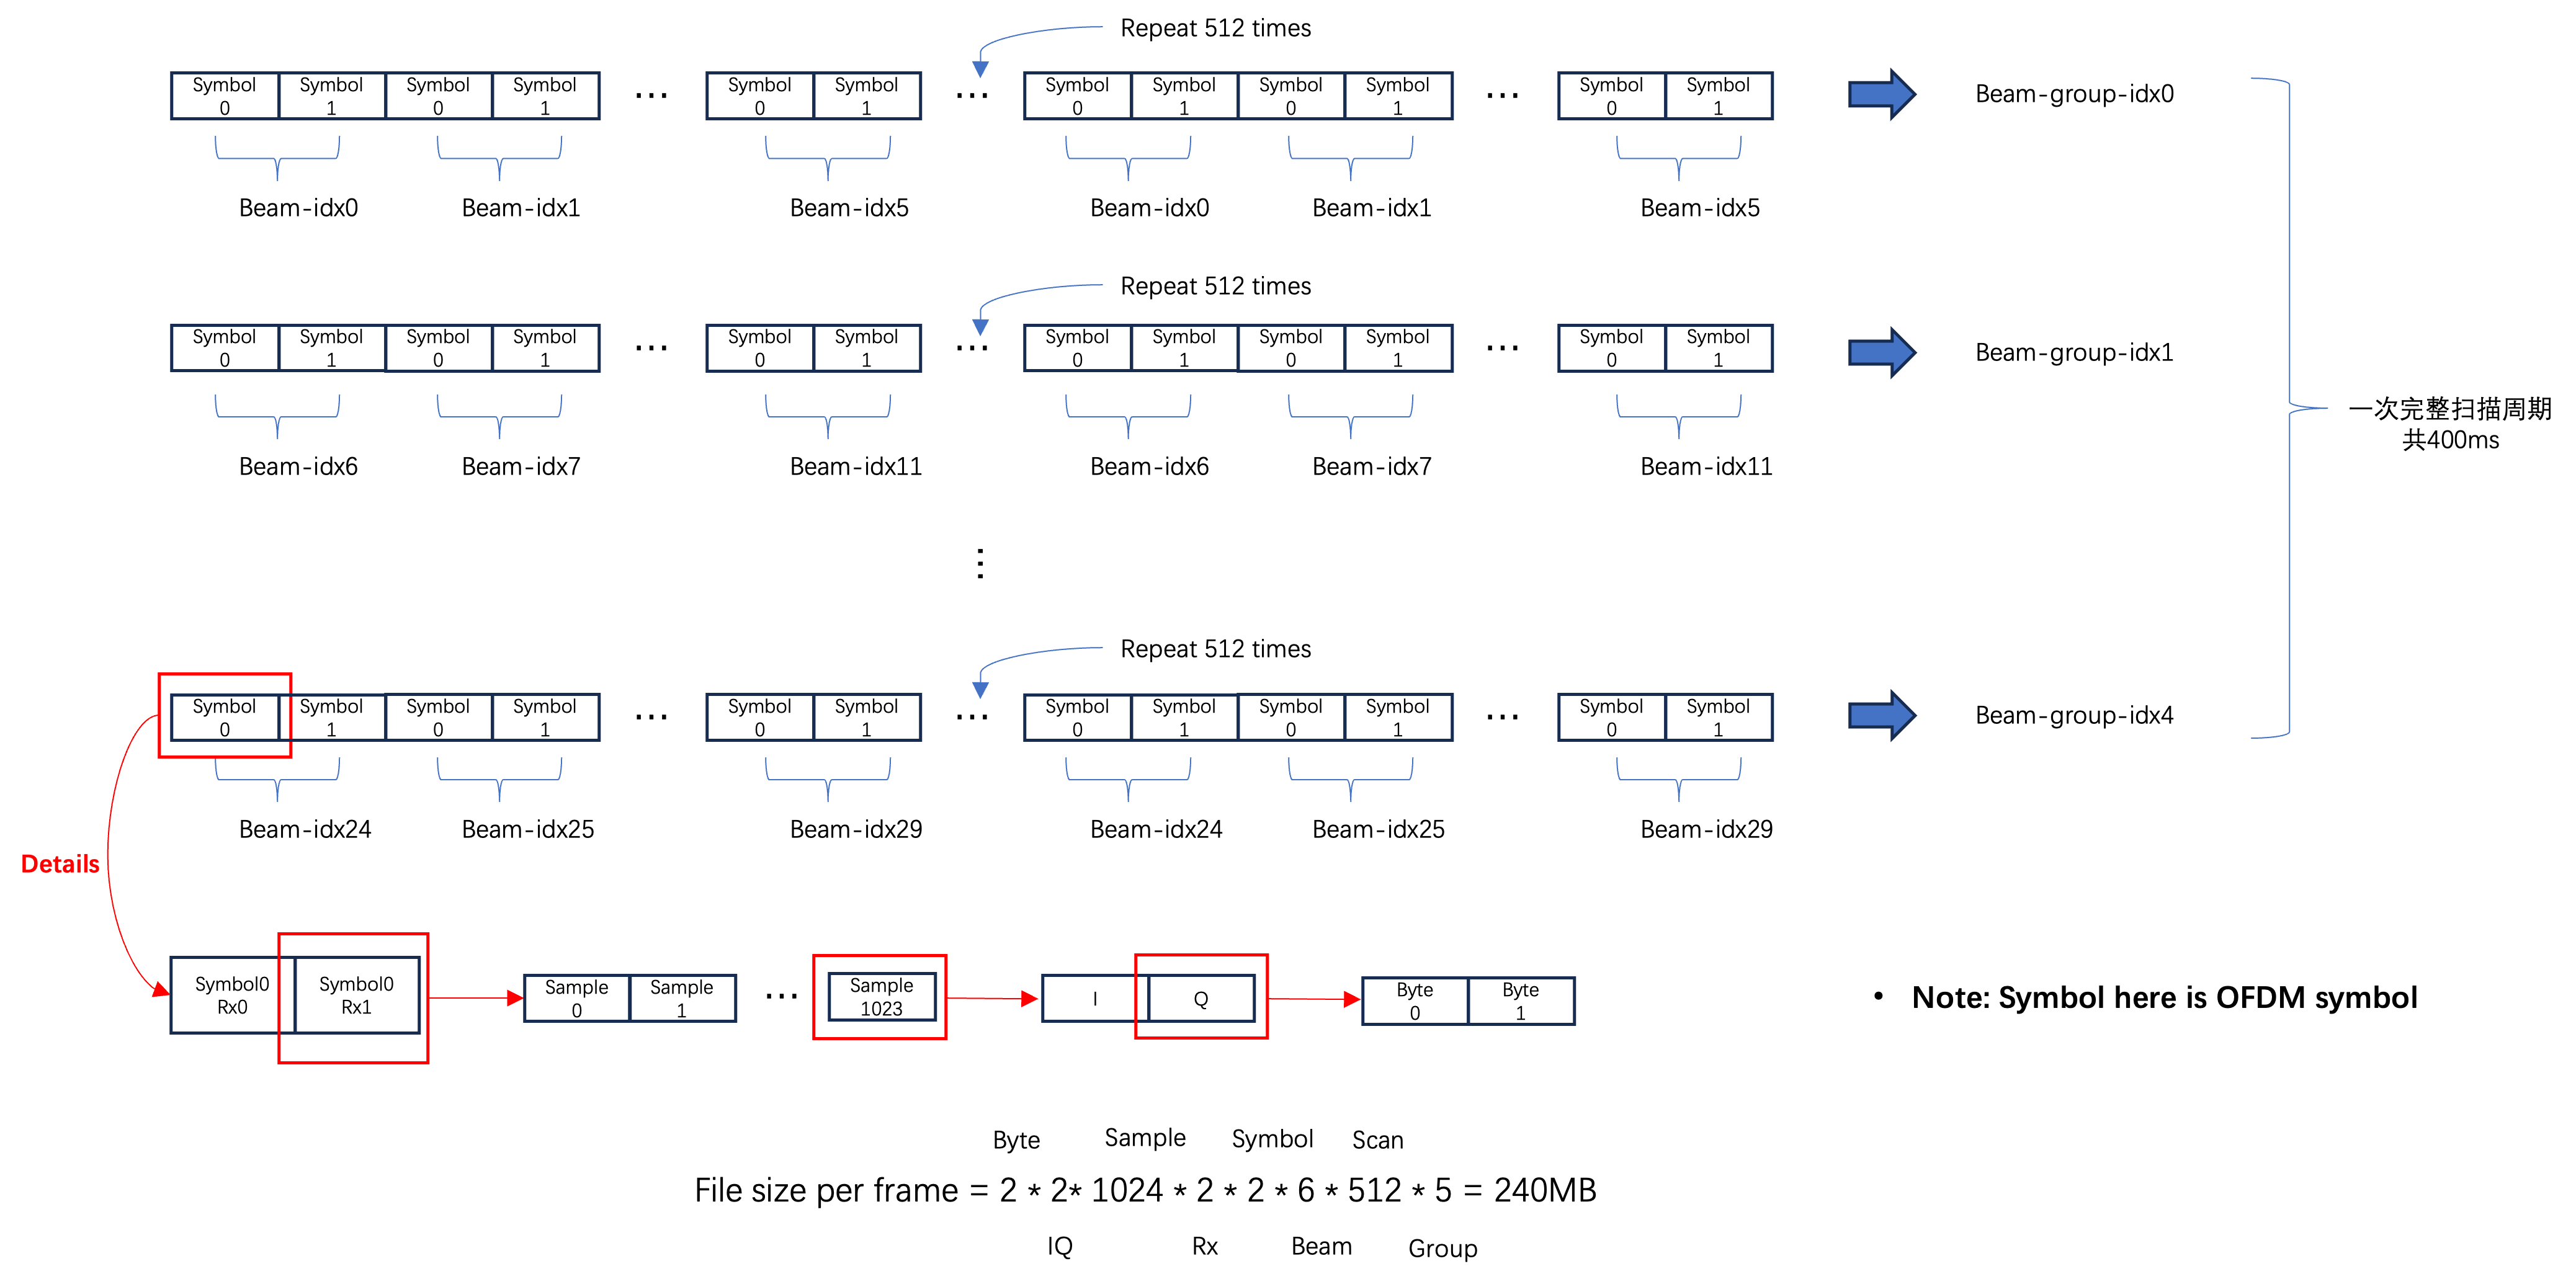 Repeat 512 times
Symbol 0 Symbol 1 Symbol 0 Symbol 1 ... Symbol 0 Symbol 1 ... Symbol 0 Symbol 1 Symbol 0 Symbol 1 ... Symbol 0 Symbol 1 Beam-group-idx0
Beam-idx0 Beam-idx1 Beam-idx5 Beam-idx0 Beam-idx1 Beam-idx5
Repeat 512 times
Symbol 0 Symbol 1 Symbol 0 Symbol 1 ... Symbol 0 Symbol 1 ... Symbol 0 Symbol 1 Symbol 0 Symbol 1 ... Symbol 0 Symbol 1 Beam-group-idx1
一次完整扫描周期
共400ms
Beam-idx6 Beam-idx7 Beam-idx11 Beam-idx6 Beam-idx7 Beam-idx11
...
Repeat 512 times
Symbol 0 Symbol 1 Symbol 0 Symbol 1 ... Symbol 0 Symbol 1 ... Symbol 0 Symbol 1 Symbol 0 Symbol 1 ... Symbol 0 Symbol 1 Beam-group-idx4
Beam-idx24 Beam-idx25 Beam-idx29 Beam-idx24 Beam-idx25 Beam-idx29
Details
Symbol0 Rx0 Symbol0 Rx1 Sample 0 Sample 1 ... Sample 1023 I Q Byte 0 Byte 1
• Note: Symbol here is OFDM symbol
Byte Sample Symbol Scan
File size per frame = 2 * 2* 1024 * 2 * 2 * 6 * 512 * 5 = 240MB
IQ Rx Beam Group